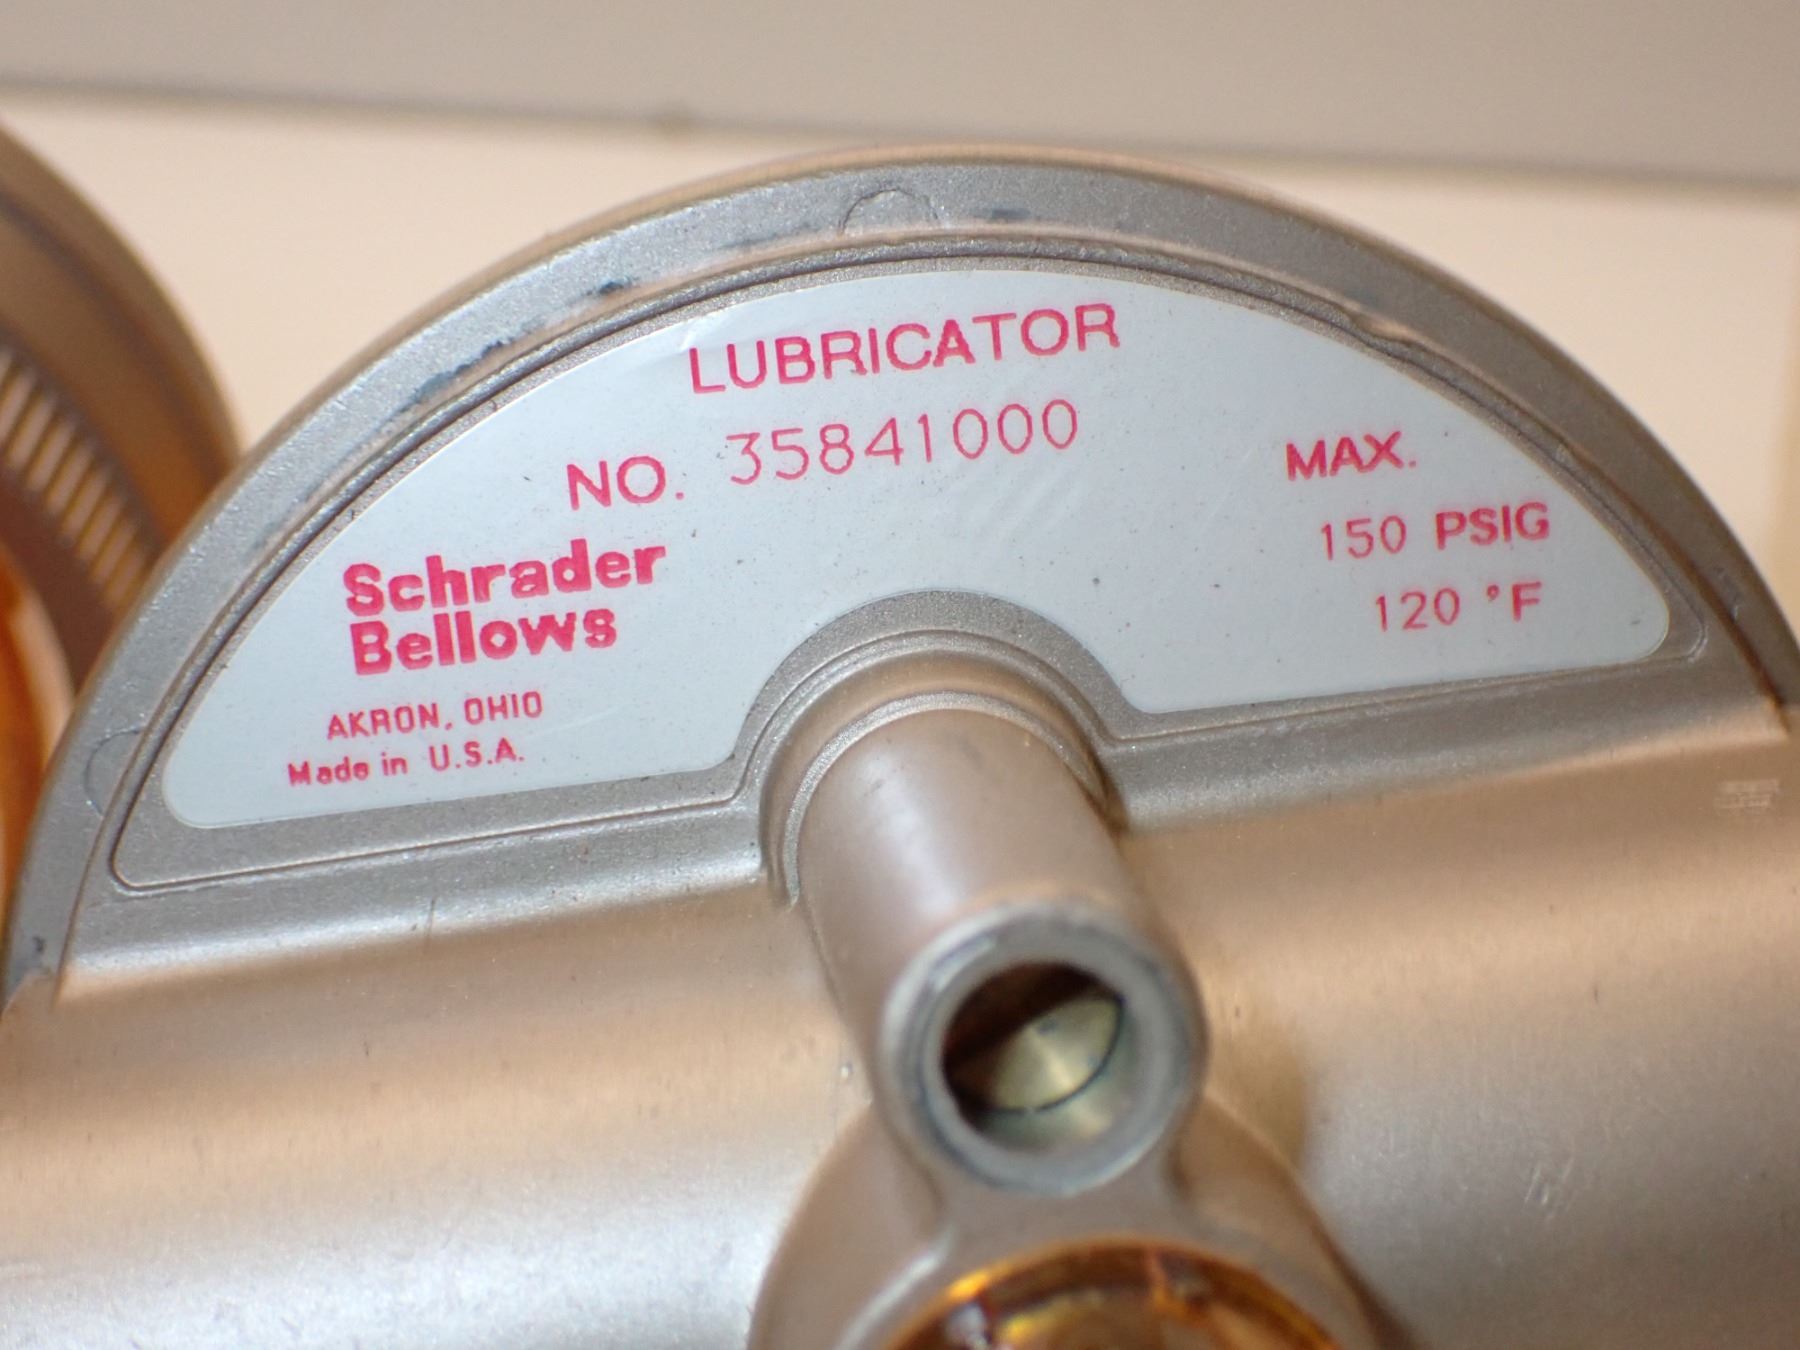 LUBRICATOR
NO. 35841000
Schrader
Bellows
AKRON, OHIO
Made in U.S.A.
MAX.
150 PSIG
120 °F